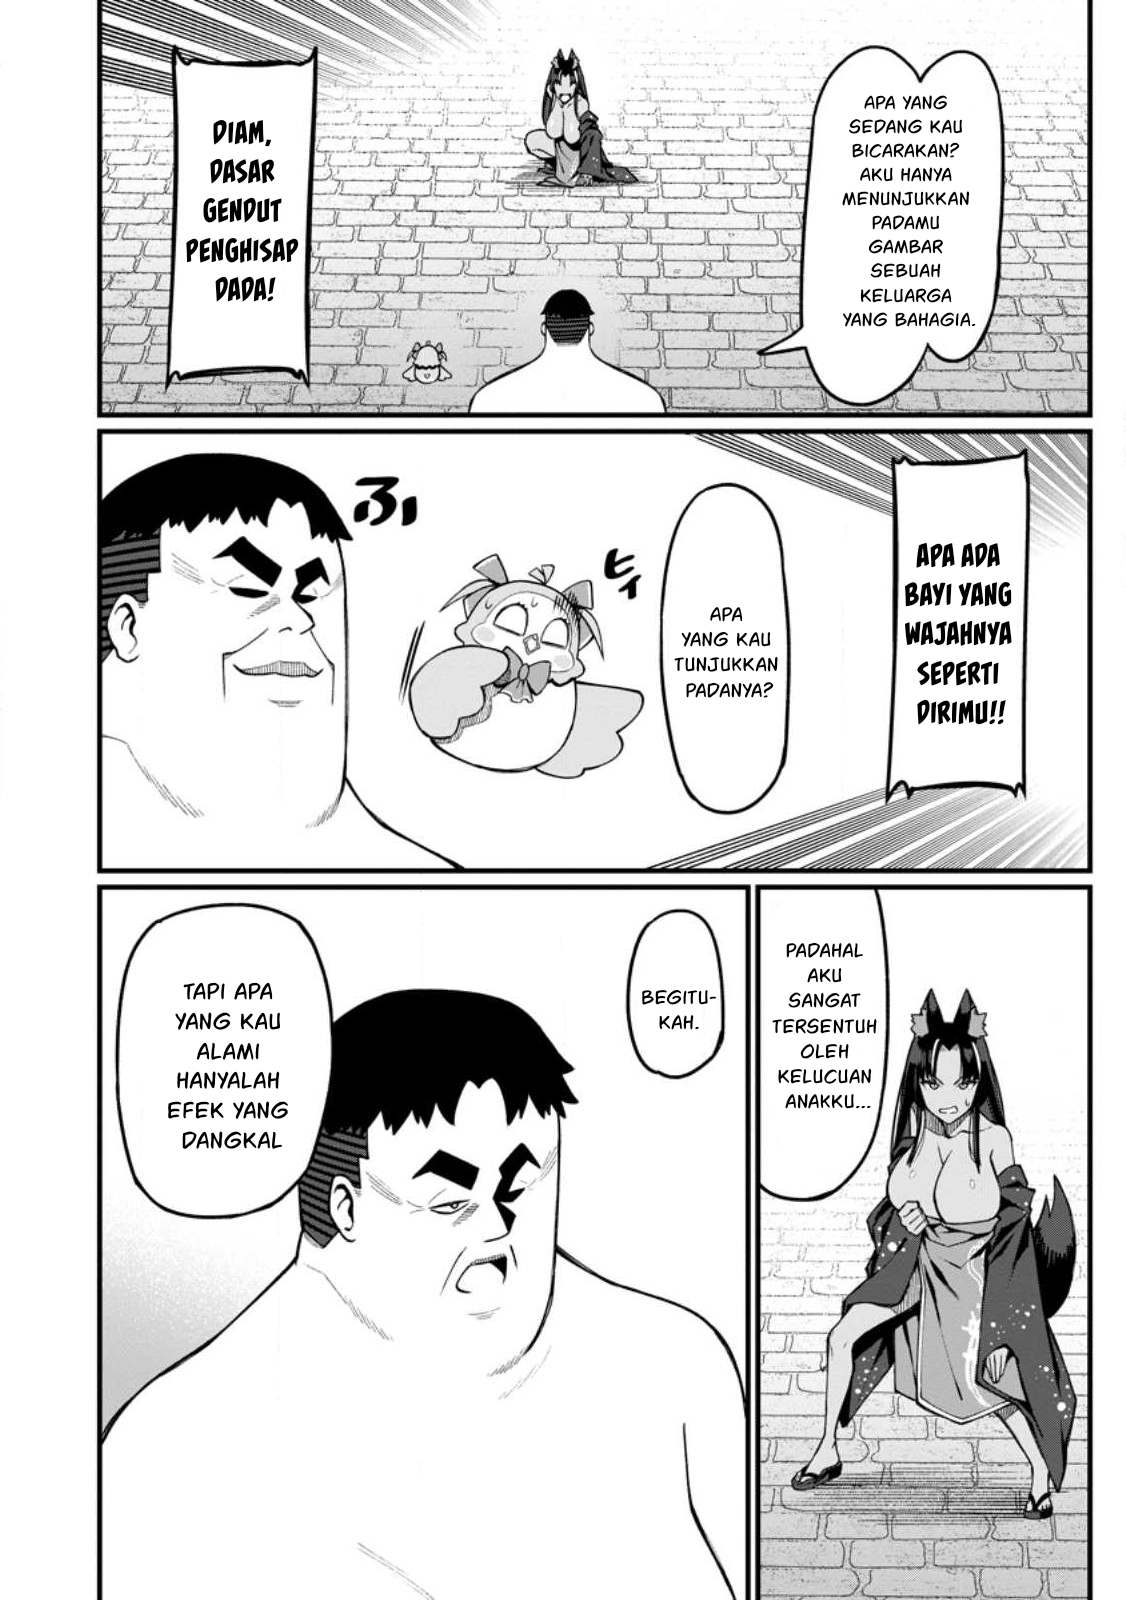 APA YANG
SEDANG KAU
BICARAKAN?
AKU HANYA
MENUNJUKKAN
PADAMU
GAMBAR
SEBUAH
KELUARGA
YANG BAHAGIA.
DIAM,
DASAR
GENDUT
PENGHISAP
DADA!
APA ADA
BAYI YANG
WAJAHNYA
SEPERTI
DIRIMU!!
APA
YANG KAU
TUNJUKKAN
PADANYA?
ヒィ
ふぅ
PADAHAL
AKU
SANGAT
TERSENTUH
OLEH
KELUCUAN
ANAKKU...
BEGITU-
KAH.
TAPI APA
YANG KAU
ALAMI
HANYALAH
EFEK YANG
DANGKAL